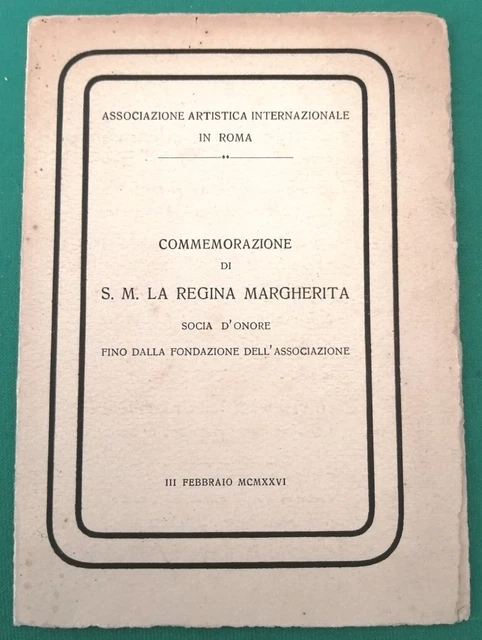 ASSOCIAZIONE ARTISTICA INTERNAZIONALE
IN ROMA
COMMEMORAZIONE
DI
S. M. LA REGINA MARGHERITA
SOCIA D'ONORE
FINO DALLA FONDAZIONE DELL'ASSOCIAZIONE
III FEBBRAIO MCMXXVI